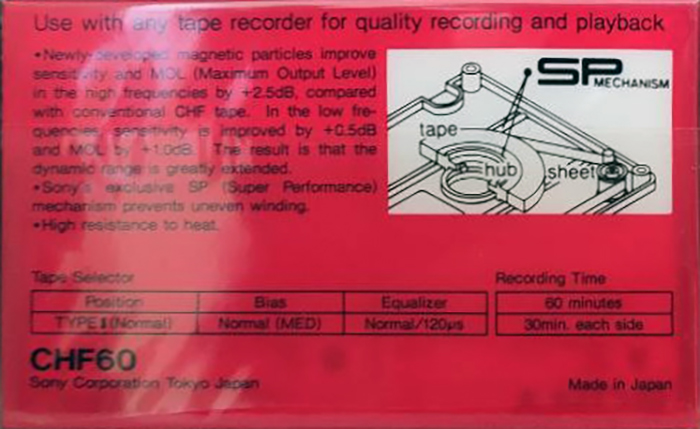 Use with any tape recorder for quality recording and playback
•Newly-developed magnetic particles improve
sensitivity and MOL (Maximum Output Level)
in the high frequencies by +2.5dB, compared
with conventional CHF tape. In the low fre-
quencies, sensitivity is improved by +0.5dB
and MOL by +1.0dB. The result is that the
dynamic range is greatly extended.
•Sony's exclusive SP (Super Performance)
mechanism prevents uneven winding.
•High resistance to heat.
SP MECHANISM
tape
hub
sheet
Tape Selector
Position Bias Equalizer
TYPE I (Normal) Normal (MED) Normal/120μs
Recording Time
60 minutes
30min. each side
CHF60
Sony Corporation Tokyo Japan
Made in Japan